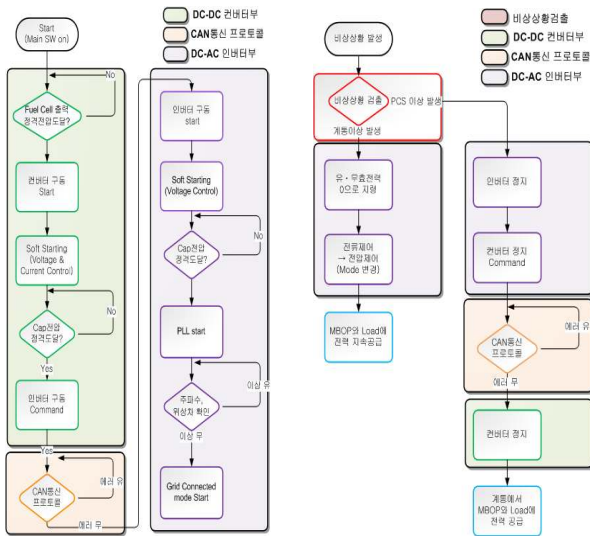 Start
(Main SW on)
DC-DC 컨버터부
CAN통신 프로토콜
DC-AC 인버터부
No
Fuel Cell 출력
정격전압도달?
컨버터 구동
Start
Soft Starting
(Voltage &
Current Control)
No
Cap전압
정격도달?
Yes
인버터 구동
Command
Yes
에러 유
CAN통신
프로토콜
에러 무
인버터 구동
start
Soft Starting
(Voltage Control)
No
Cap전압
정격도달?
PLL start
이상 유
주파수,
위상차 확인
이상 무
Grid Connected
mode Start
비상상황 발생
비상상황검출
DC-DC 컨버터부
CAN통신 프로토콜
DC-AC 인버터부
비상상황 검출
PCS 이상 발생
계통이상 발생
유·무효전력
0으로 지령
전류제어
→ 전압제어
(Mode 변경)
MBOP와 Load에
전력 지속공급
인버터 정지
컨버터 정지
Command
에러 유
CAN통신
프로토콜
에러 무
컨버터 정지
계통에서
MBOP와 Load에
전력 공급